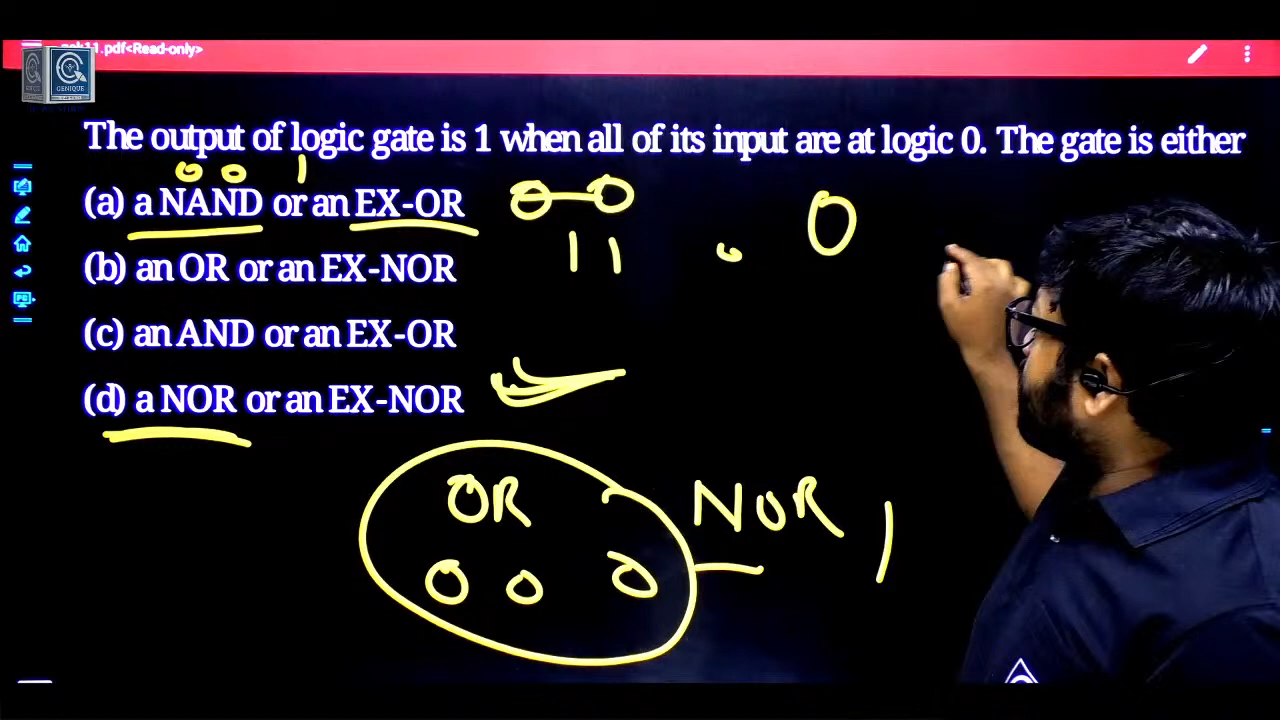 gek11.pdf<Read-only>
GENIQUE
The output of logic gate is 1 when all of its input are at logic 0. The gate is either
0 0 1
(a) a NAND or an EX-OR
0 0 0
1 1
(b) an OR or an EX-NOR
(c) an AND or an EX-OR
(d) a NOR or an EX-NOR
OR NOR 1
0 0 0
PC